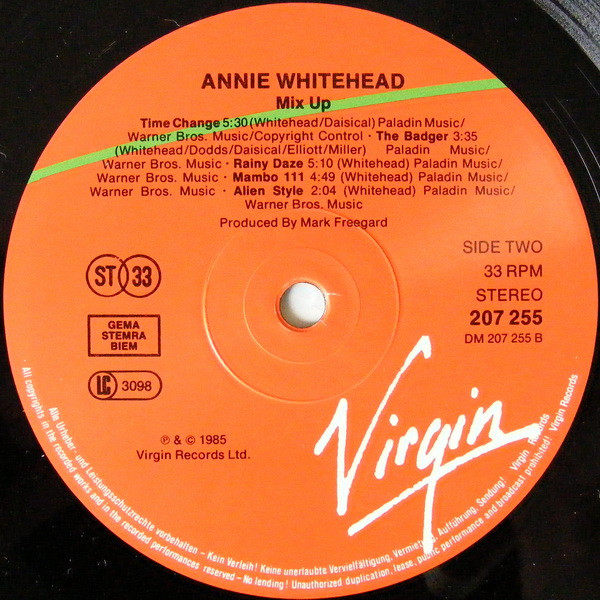 ANNIE WHITEHEAD
Mix Up
Time Change 5:30 (Whitehead/Daisical) Paladin Music/
Warner Bros. Music/Copyright Control · The Badger 3:35
(Whitehead/Dodds/Daisical/Elliott/Miller) Paladin Music/
Warner Bros. Music · Rainy Daze 5:10 (Whitehead) Paladin Music/
Warner Bros. Music · Mambo 111 4:49 (Whitehead) Paladin Music/
Warner Bros. Music · Alien Style 2:04 (Whitehead) Paladin Music/
Warner Bros. Music
Produced By Mark Freegard
SIDE TWO
33 RPM
STEREO
207 255
DM 207 255 B
ST 33
GEMA
STEMRA
BIEM
LC 3098
℗ & © 1985
Virgin Records Ltd.
Virgin
Alle Urheber- und Leistungsschutzrechte vorbehalten – Kein Verleih! Keine unerlaubte Vervielfältigung, Vermietung, Aufführung, Sendung! Virgin Records
All copyrights in the recorded works and in the recorded performances reserved – No lending! Unauthorized duplication, lease, public performance and broadcast prohibited! Virgin Records